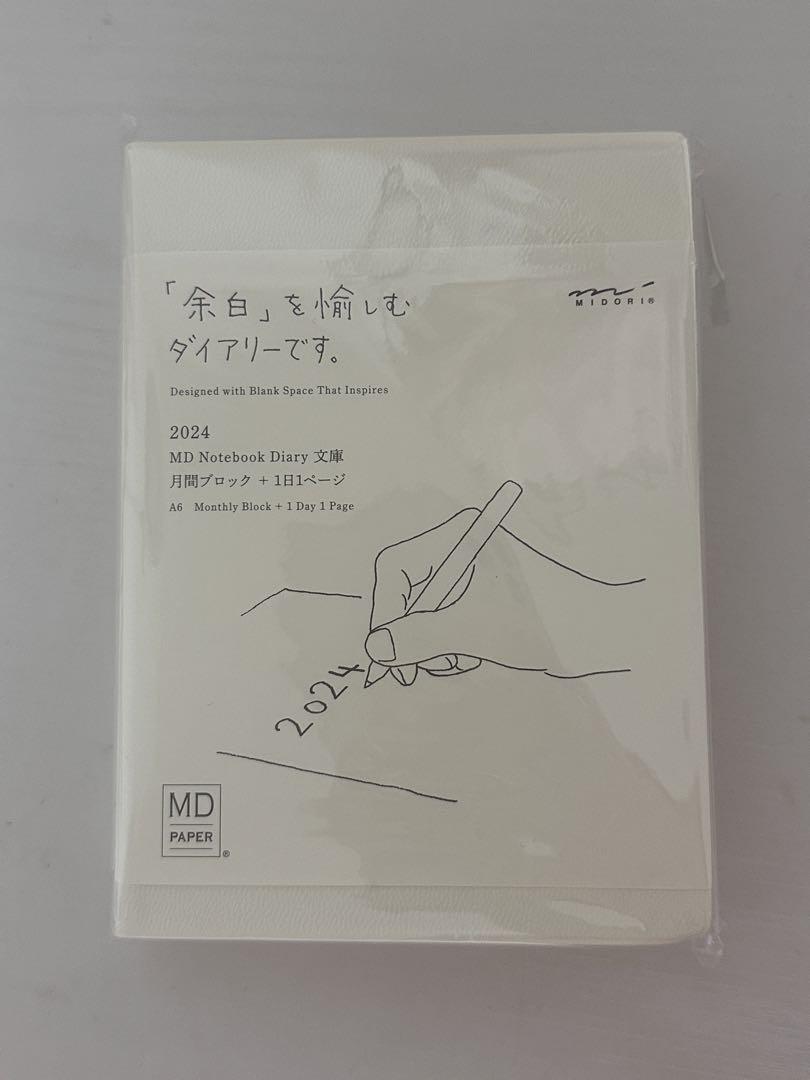 「余白」を愉しむ
ダイアリーです。
MIDORI®
Designed with Blank Space That Inspires
2024
MD Notebook Diary 文庫
月間ブロック + 1日1ページ
A6 Monthly Block + 1 Day 1 Page
2024
MD
PAPER®